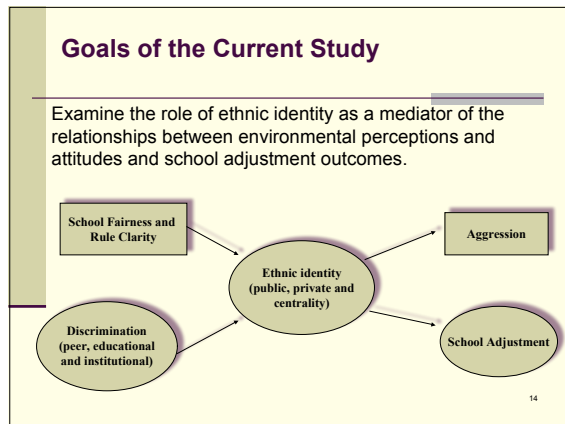 Goals of the Current Study
Examine the role of ethnic identity as a mediator of the
relationships between environmental perceptions and
attitudes and school adjustment outcomes.
School Fairness and
Rule Clarity
Aggression
Ethnic identity
(public, private and
centrality)
Discrimination
(peer, educational
and institutional)
School Adjustment
14